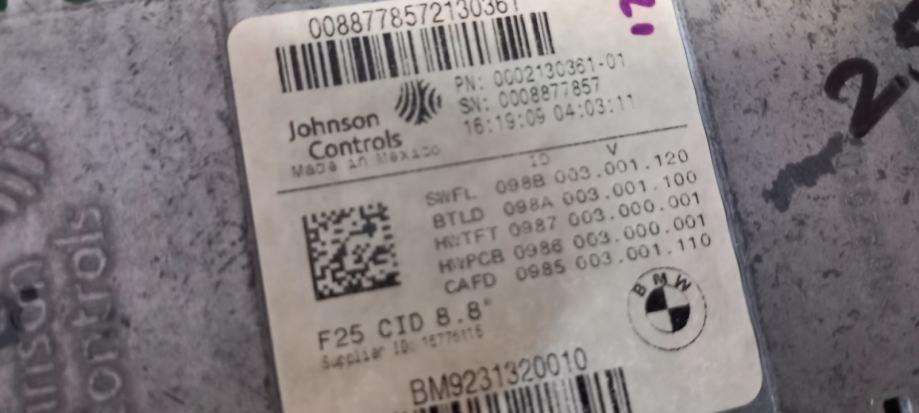 0088778572130361
PN: 0002130361-01
SN: 0008877857
16:19:09 04:03:11
Johnson
Controls
Made in Mexico
ID V
SWFL 098B 003.001.120
BTLD 098A 003.001.100
HWTFT 0987 003.000.001
HWPCB 0986 003.000.001
CAFD 0985 003.001.110
BMW
F25 CID 8.8"
Supplier ID:
BM9231320010